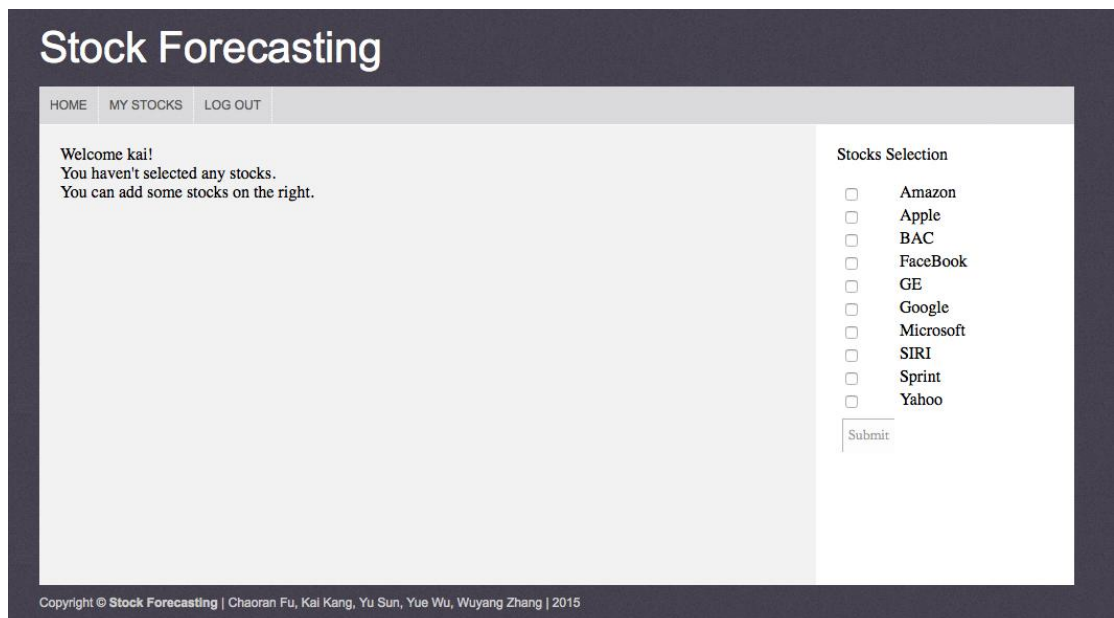 Stock Forecasting
HOME MY STOCKS LOG OUT
Welcome kai!
You haven't selected any stocks.
You can add some stocks on the right.
Stocks Selection
Amazon
Apple
BAC
FaceBook
GE
Google
Microsoft
SIRI
Sprint
Yahoo
Submit
Copyright © Stock Forecasting | Chaoran Fu, Kai Kang, Yu Sun, Yue Wu, Wuyang Zhang | 2015